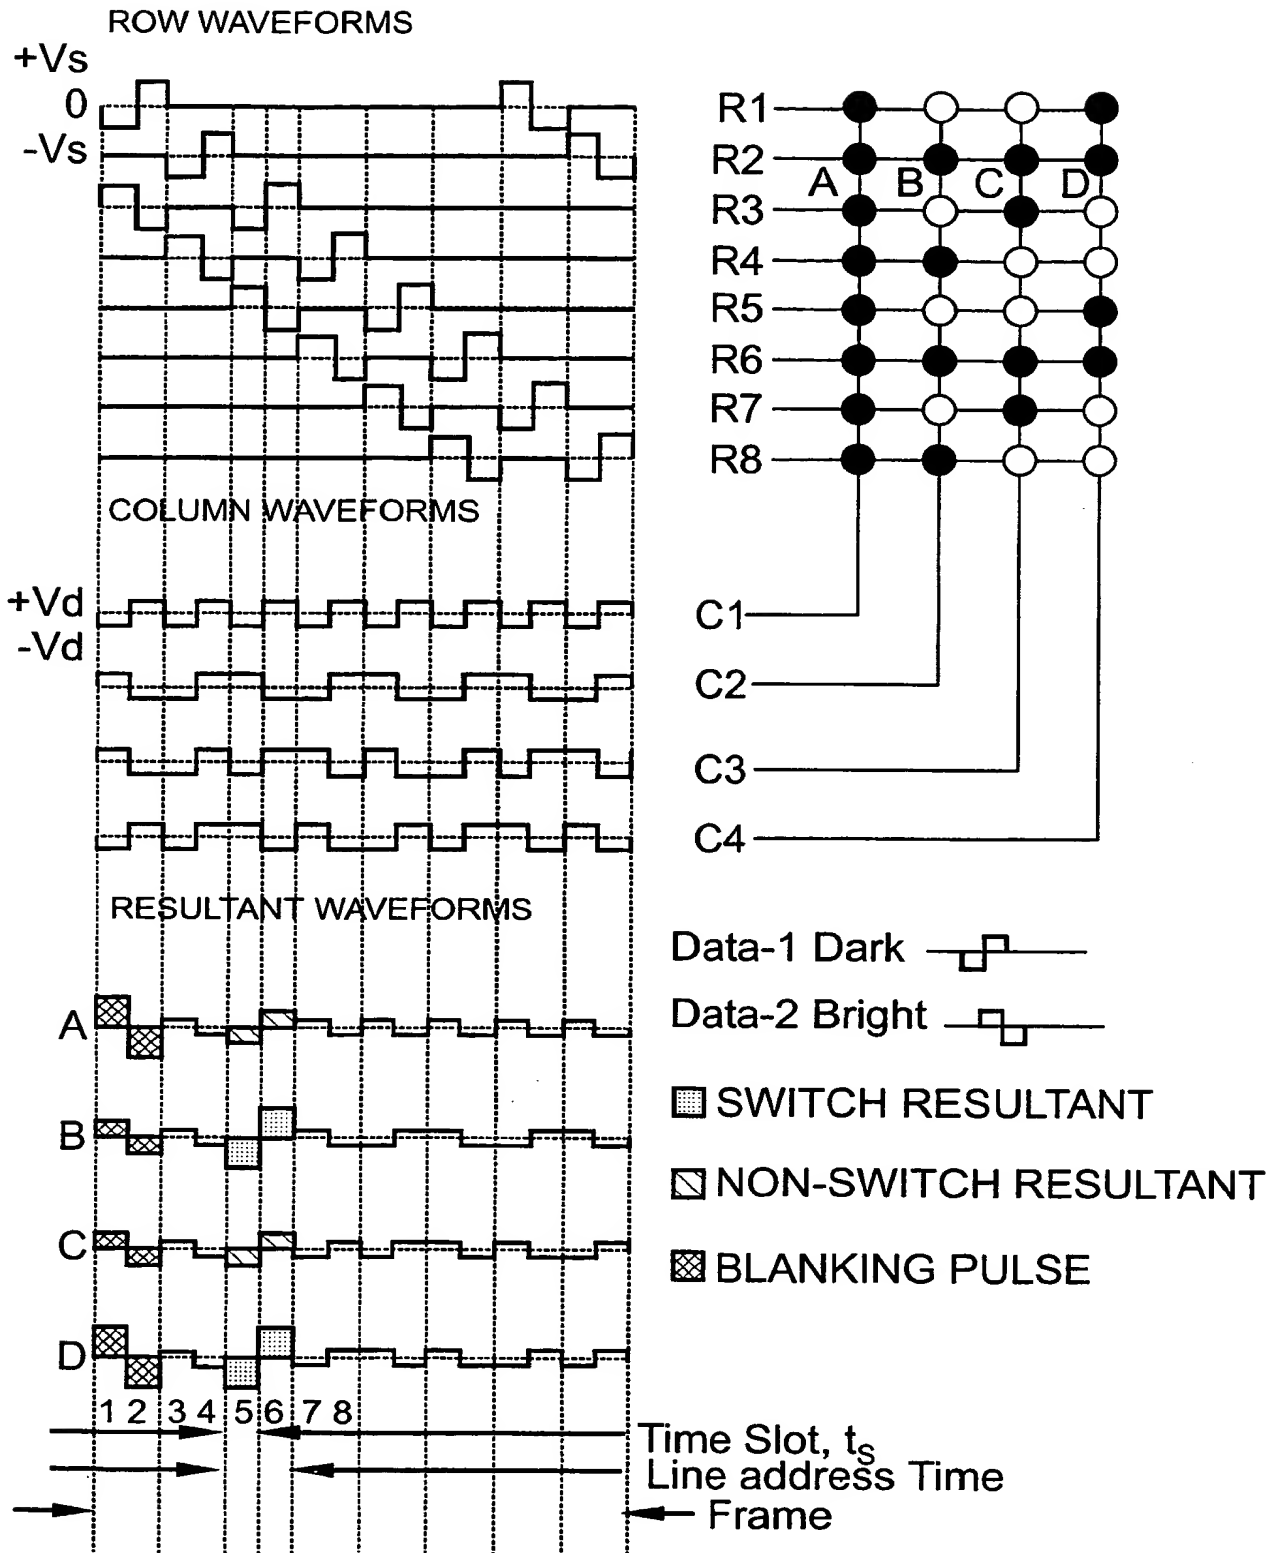 ROW WAVEFORMS
+Vs
0
-Vs
R1
R2
A B C D
R3
R4
R5
R6
R7
R8
COLUMN WAVEFORMS
+Vd
-Vd
C1
C2
C3
C4
RESULTANT WAVEFORMS
Data-1 Dark
Data-2 Bright
SWITCH RESULTANT
NON-SWITCH RESULTANT
BLANKING PULSE
A
B
C
D
1 2 3 4 5 6 7 8
Time Slot, ts
Line address Time
Frame